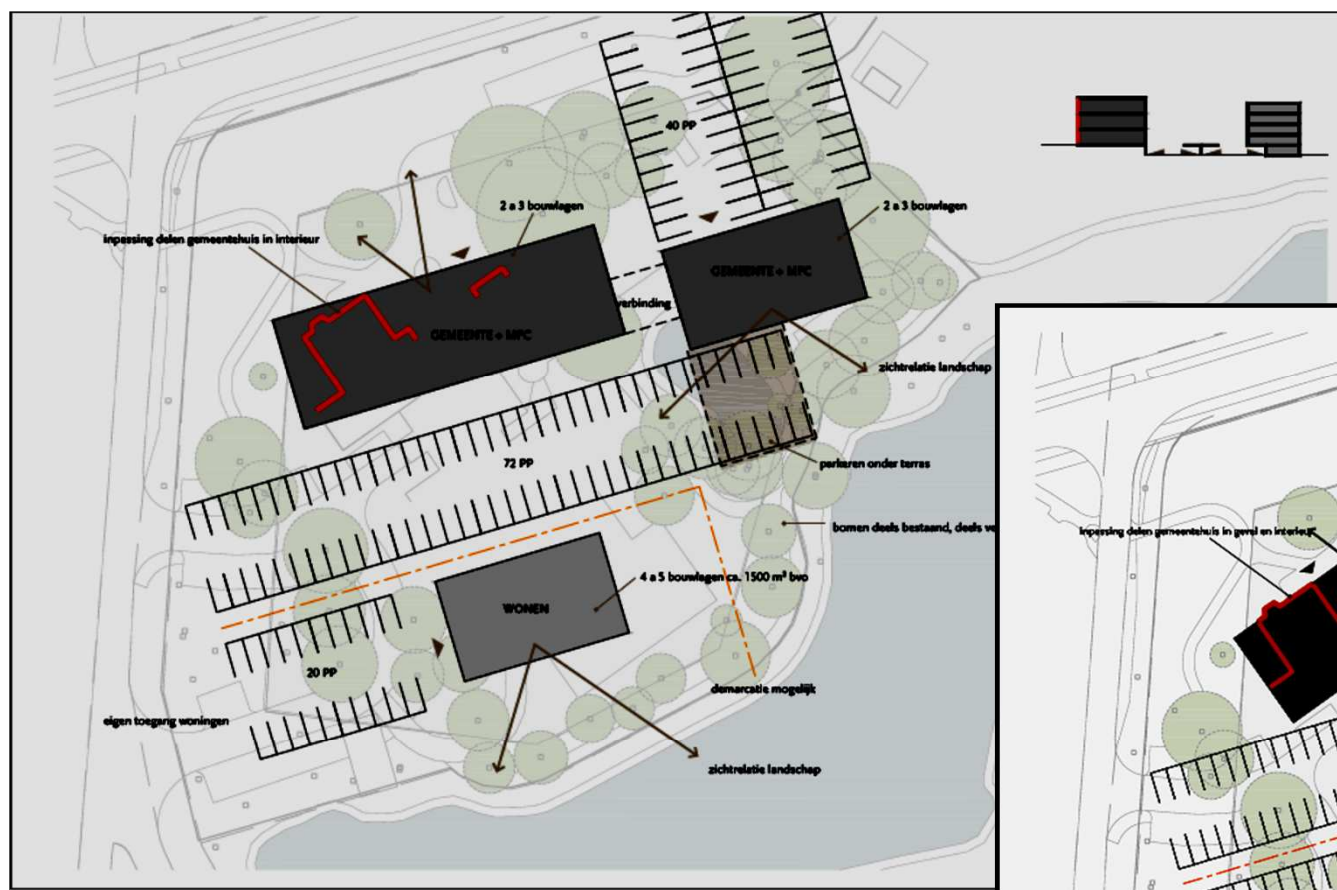 40 PP
2 a 3 bouwlagen
2 a 3 bouwlagen
inpassing delen gemeentehuis in interieur
GEMEENTE + MFC
verbinding
GEMEENTE + MFC
zichtrelatie landschap
72 PP
parkeren onder terras
bomen deels bestaand, deels ve
inpassing delen gemeentehuis in gevel en interieur
4 a 5 bouwlagen ca. 1500 m² bvo
WONEN
20 PP
demarcatie mogelijk
eigen toegang woningen
zichtrelatie landschap